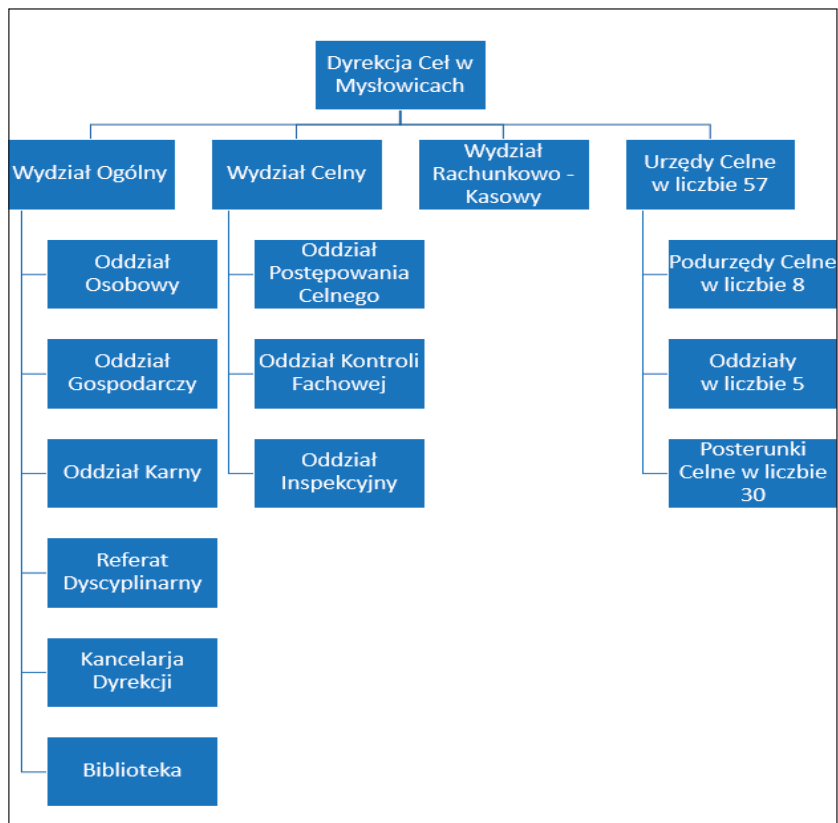 Dyrekcja Ceł w
Mysłowicach
Wydział Ogólny
Wydział Celny
Wydział
Rachunkowo -
Kasowy
Urzędy Celne
w liczbie 57
Oddział
Osobowy
Oddział
Gospodarczy
Oddział Karny
Referat
Dyscyplinarny
Kancelarja
Dyrekcji
Biblioteka
Oddział
Postępowania
Celnego
Oddział Kontroli
Fachowej
Oddział
Inspekcyjny
Podurzędy Celne
w liczbie 8
Oddziały
w liczbie 5
Posterunki
Celne w liczbie
30